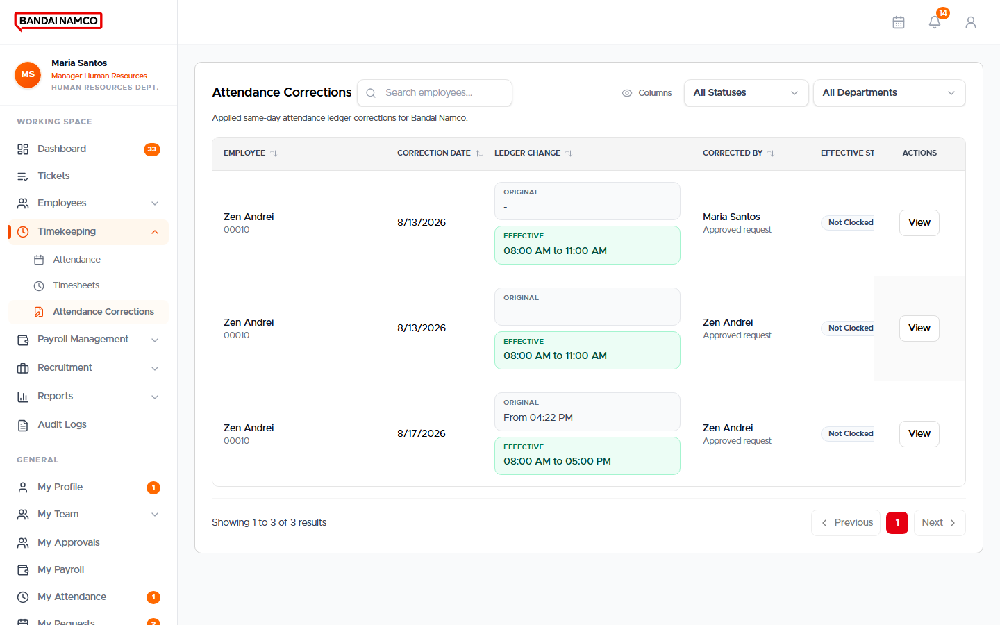 BANDAI NAMCO
14
MS
Maria Santos
Manager Human Resources
HUMAN RESOURCES DEPT.
WORKING SPACE
Dashboard 33
Tickets
Employees
Timekeeping
Attendance
Timesheets
Attendance Corrections
Payroll Management
Recruitment
Reports
Audit Logs
GENERAL
My Profile 1
My Team
My Approvals
My Payroll
My Attendance 1
My Requests
Attendance Corrections Search employees... Columns All Statuses All Departments
Applied same-day attendance ledger corrections for Bandai Namco.
EMPLOYEE CORRECTION DATE LEDGER CHANGE CORRECTED BY EFFECTIVE ST ACTIONS
Zen Andrei
00010
8/13/2026
ORIGINAL
-
EFFECTIVE
08:00 AM to 11:00 AM
Maria Santos
Approved request
Not Clocked
View
Zen Andrei
00010
8/13/2026
ORIGINAL
-
EFFECTIVE
08:00 AM to 11:00 AM
Zen Andrei
Approved request
Not Clocked
View
Zen Andrei
00010
8/17/2026
ORIGINAL
From 04:22 PM
EFFECTIVE
08:00 AM to 05:00 PM
Zen Andrei
Approved request
Not Clocked
View
Showing 1 to 3 of 3 results
Previous 1 Next